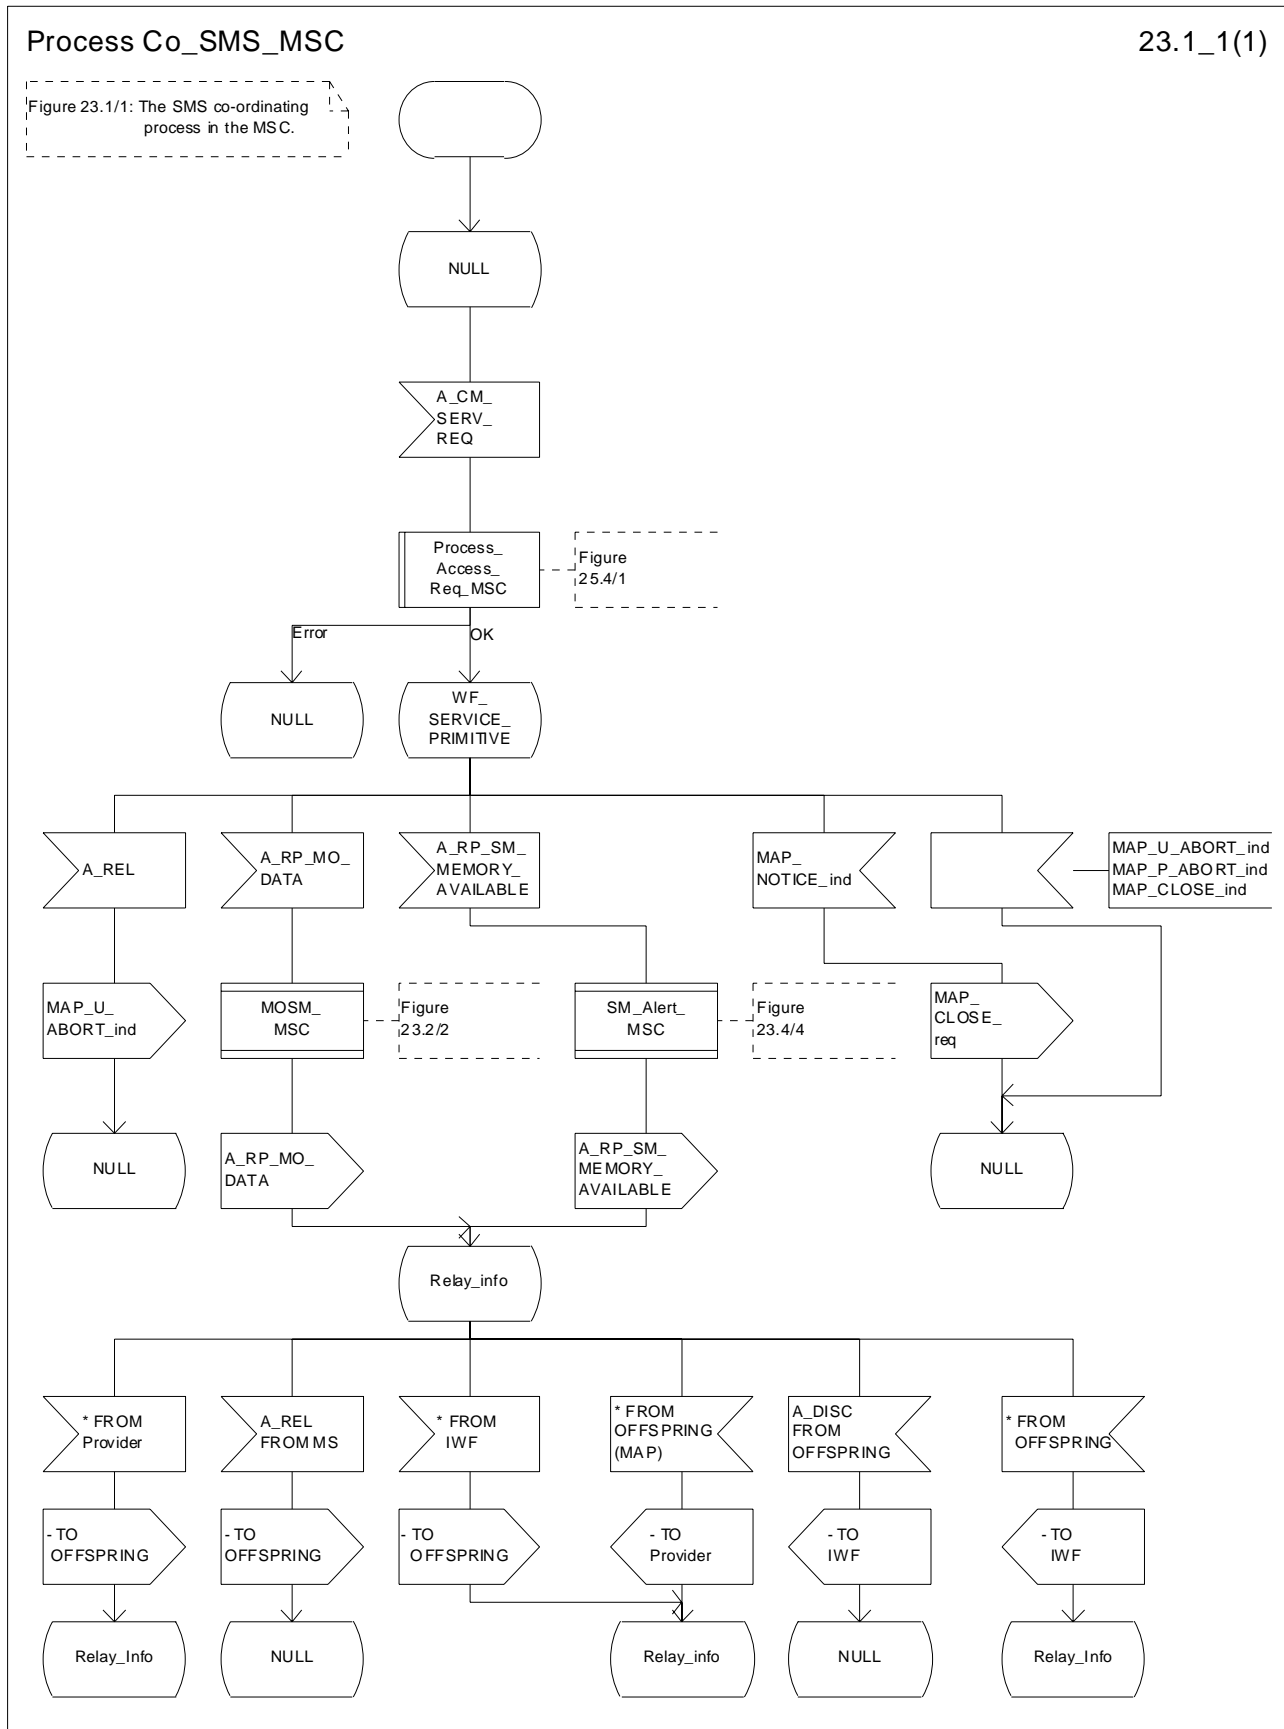 Process Co_SMS_MSC
23.1_1(1)
Figure 23.1/1: The SMS co-ordinating
process in the MSC.
NULL
A_CM_
SERV_
REQ
Process_
Access_
Req_MSC
Figure
25.4/1
Error
OK
NULL
WF_
SERVICE_
PRIMITIVE
A_REL
A_RP_MO_
DATA
A_RP_SM_
MEMORY_
AVAILABLE
MAP_
NOTICE_ind
MAP_U_ABORT_ind
MAP_P_ABORT_ind
MAP_CLOSE_ind
MAP_U_
ABORT_ind
MOSM_
MSC
Figure
23.2/2
SM_Alert_
MSC
Figure
23.4/4
MAP_
CLOSE_
req
NULL
A_RP_MO_
DATA
A_RP_SM_
MEMORY_
AVAILABLE
NULL
Relay_info
* FROM
Provider
A_REL
FROM MS
* FROM
IWF
* FROM
OFFSPRING
(MAP)
A_DISC
FROM
OFFSPRING
* FROM
OFFSPRING
- TO
OFFSPRING
- TO
OFFSPRING
- TO
OFFSPRING
- TO
Provider
- TO
IWF
- TO
IWF
Relay_Info
NULL
Relay_info
NULL
Relay_Info